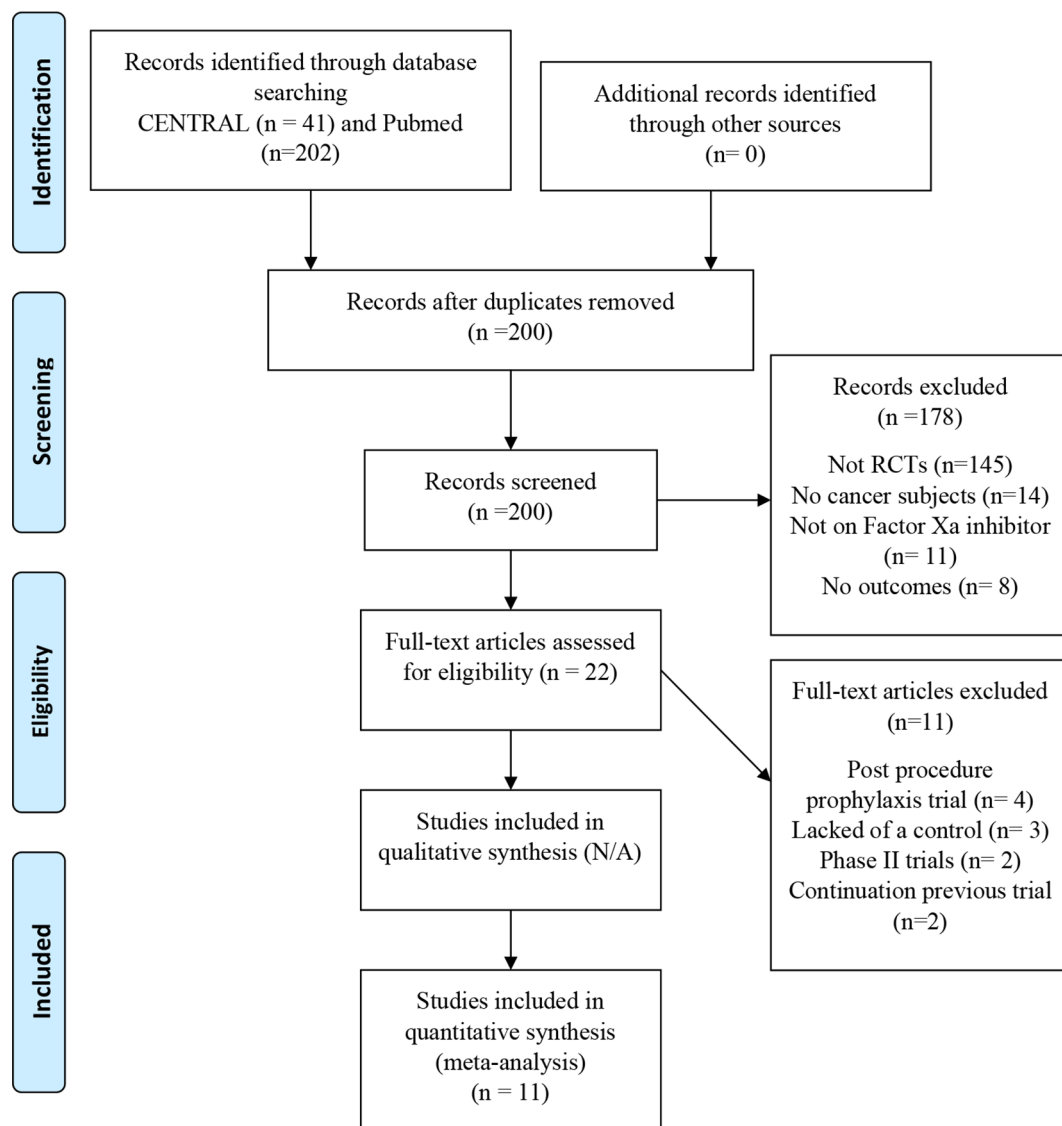 Identification
Records identified through database
searching
CENTRAL (n = 41) and Pubmed
(n=202)
Additional records identified
through other sources
(n= 0)
Records after duplicates removed
(n =200)
Screening
Records screened
(n =200)
Records excluded
(n =178)
Not RCTs (n=145)
No cancer subjects (n=14)
Not on Factor Xa inhibitor
(n= 11)
No outcomes (n= 8)
Eligibility
Full-text articles assessed
for eligibility (n = 22)
Full-text articles excluded
(n=11)
Post procedure
prophylaxis trial (n= 4)
Lacked of a control (n= 3)
Phase II trials (n= 2)
Continuation previous trial
(n=2)
Studies included in
qualitative synthesis (N/A)
Included
Studies included in
quantitative synthesis
(meta-analysis)
(n = 11)